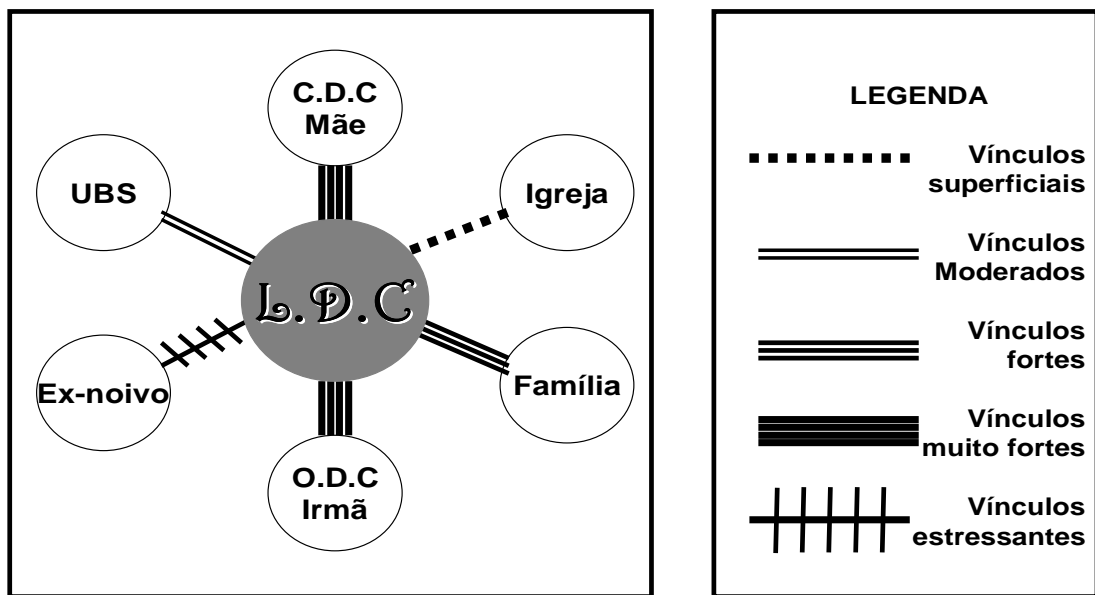 C.D.C
Mãe
UBS
Igreja
L.D.C
Ex-noivo
Família
O.D.C
Irmã
LEGENDA
Vínculos
superficiais
Vínculos
Moderados
Vínculos
fortes
Vínculos
muito fortes
Vínculos
estressantes